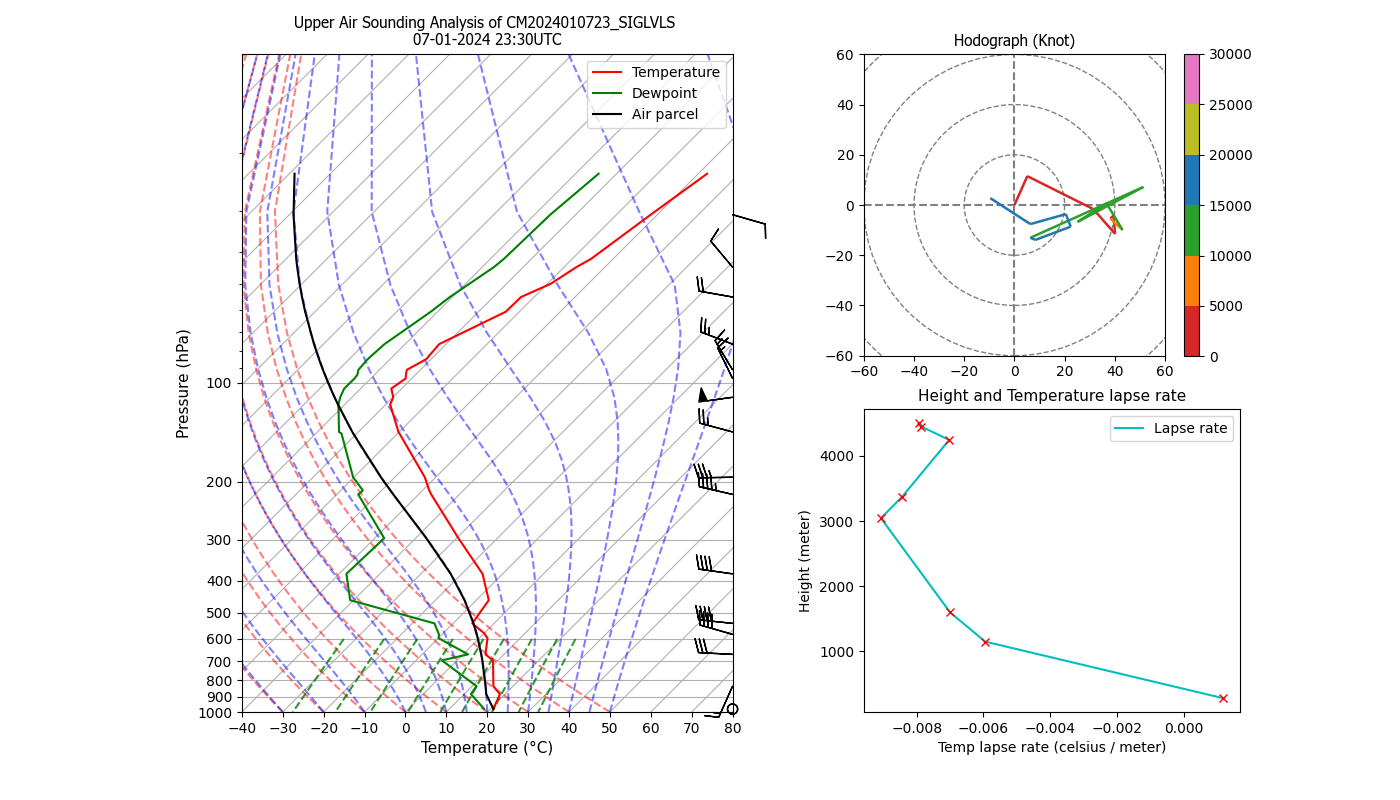 Upper Air Sounding Analysis of CM2024010723_SIGLVLS
07-01-2024 23:30UTC
Temperature
Dewpoint
Air parcel
Pressure (hPa)
100
200
300
400
500
600
700
800
900
1000
−40 −30 −20 −10 0 10 20 30 40 50 60 70 80
Temperature (°C)
Hodograph (Knot)
60
40
20
0
−20
−40
−60
−60 −40 −20 0 20 40 60
30000
25000
20000
15000
10000
5000
0
Height and Temperature lapse rate
Lapse rate
Height (meter)
4000
3000
2000
1000
−0.008 −0.006 −0.004 −0.002 0.000
Temp lapse rate (celsius / meter)